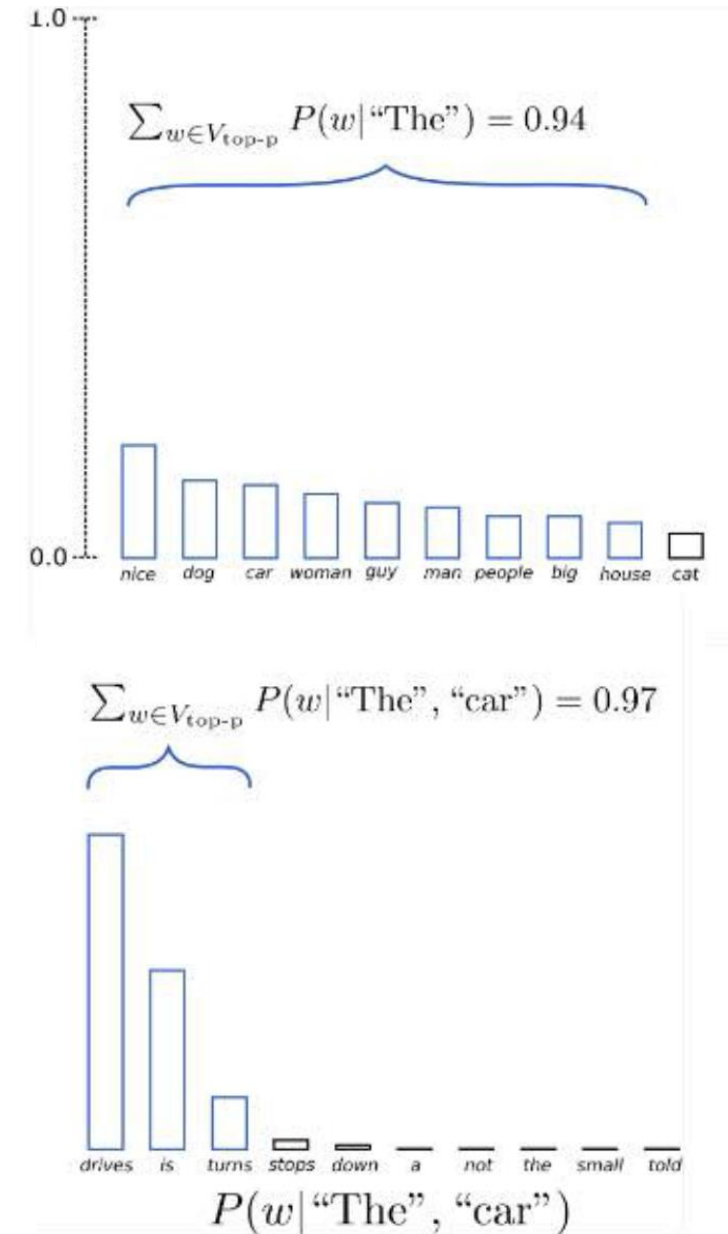 1.0
∑w∈Vtop-p P(w|“The”) = 0.94
0.0
nice dog car woman guy man people big house cat
∑w∈Vtop-p P(w|“The”, “car”) = 0.97
drives is turns stops down a not the small told
P(w|“The”, “car”)